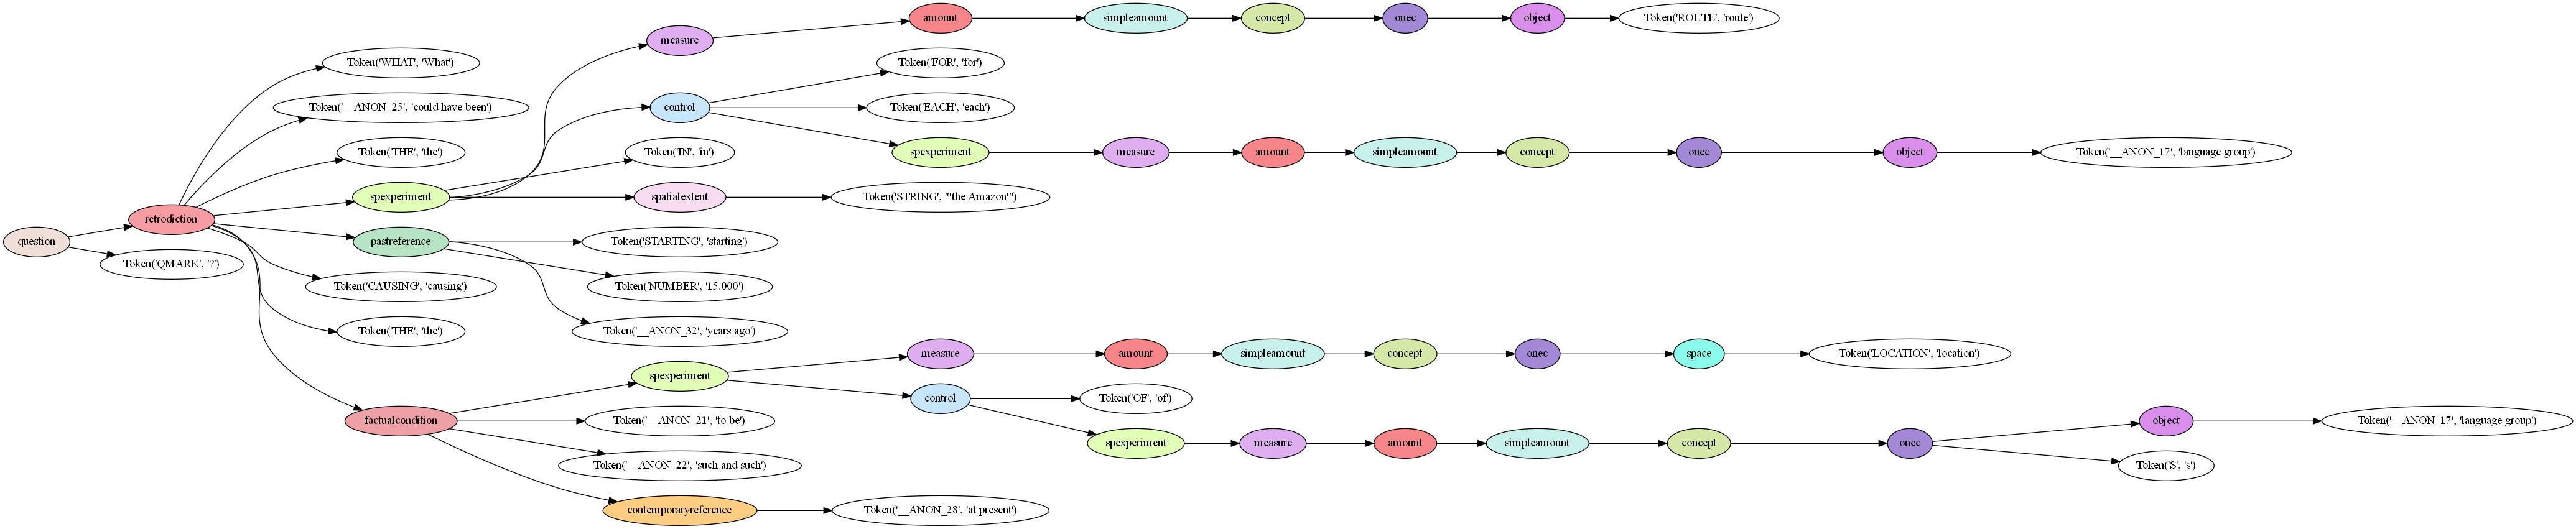 amount
simpleamount
concept
onec
object
Token('ROUTE', 'route')
measure
Token('WHAT', 'What')
Token('FOR', 'for')
Token('__ANON_25', 'could have been')
control
Token('EACH', 'each')
Token('THE', 'the')
Token('IN', 'in')
spexperiment
measure
amount
simpleamount
concept
onec
object
Token('__ANON_17', 'language group')
spexperiment
spatialextent
Token('STRING', '"the Amazon"')
retrodiction
question
pastreference
Token('STARTING', 'starting')
Token('QMARK', '?')
Token('CAUSING', 'causing')
Token('NUMBER', '15.000')
Token('THE', 'the')
Token('__ANON_32', 'years ago')
measure
amount
simpleamount
concept
onec
space
Token('LOCATION', 'location')
spexperiment
control
Token('OF', 'of')
factualcondition
Token('__ANON_21', 'to be')
object
Token('__ANON_17', 'language group')
spexperiment
measure
amount
simpleamount
concept
onec
Token('__ANON_22', 'such and such')
Token('S', 's')
contemporaryreference
Token('__ANON_28', 'at present')